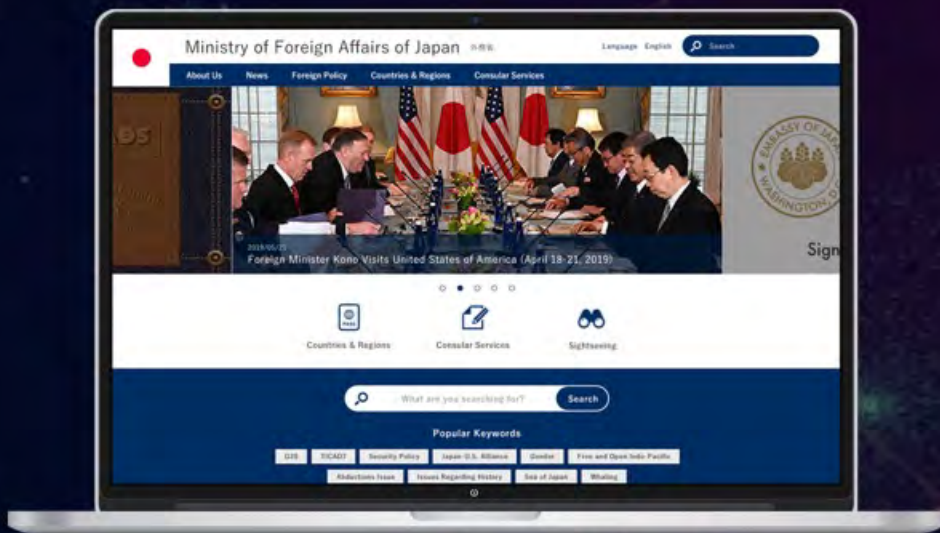 Ministry of Foreign Affairs of Japan 外務省
Language English
Search
About Us News Foreign Policy Countries & Regions Consular Services
EMBASSY OF JAPAN
WASHINGTON, D.C.
2019/05/25
Foreign Minister Kono Visits United States of America (April 18-21, 2019)
Sign
Countries & Regions
Consular Services
Sightseeing
What are you searching for?
Search
Popular Keywords
TICAD7 Security Policy Japan-U.S. Alliance Gender Free and Open Indo-Pacific
Abductions Issue Issues Regarding History Sea of Japan Whaling